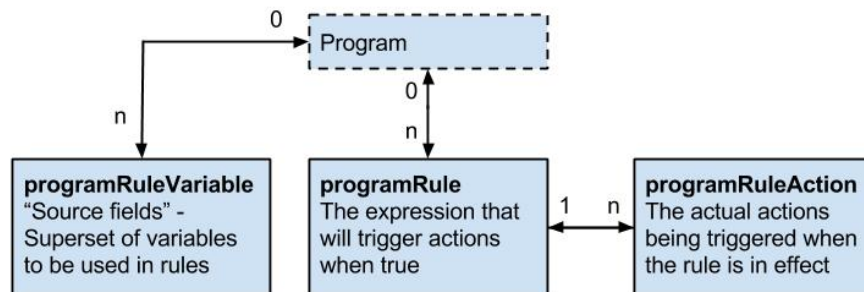 0
Program
0
n
n
programRuleVariable
“Source fields” -
Superset of variables
to be used in rules
programRule
The expression that
will trigger actions
when true
1
n
programRuleAction
The actual actions
being triggered when
the rule is in effect